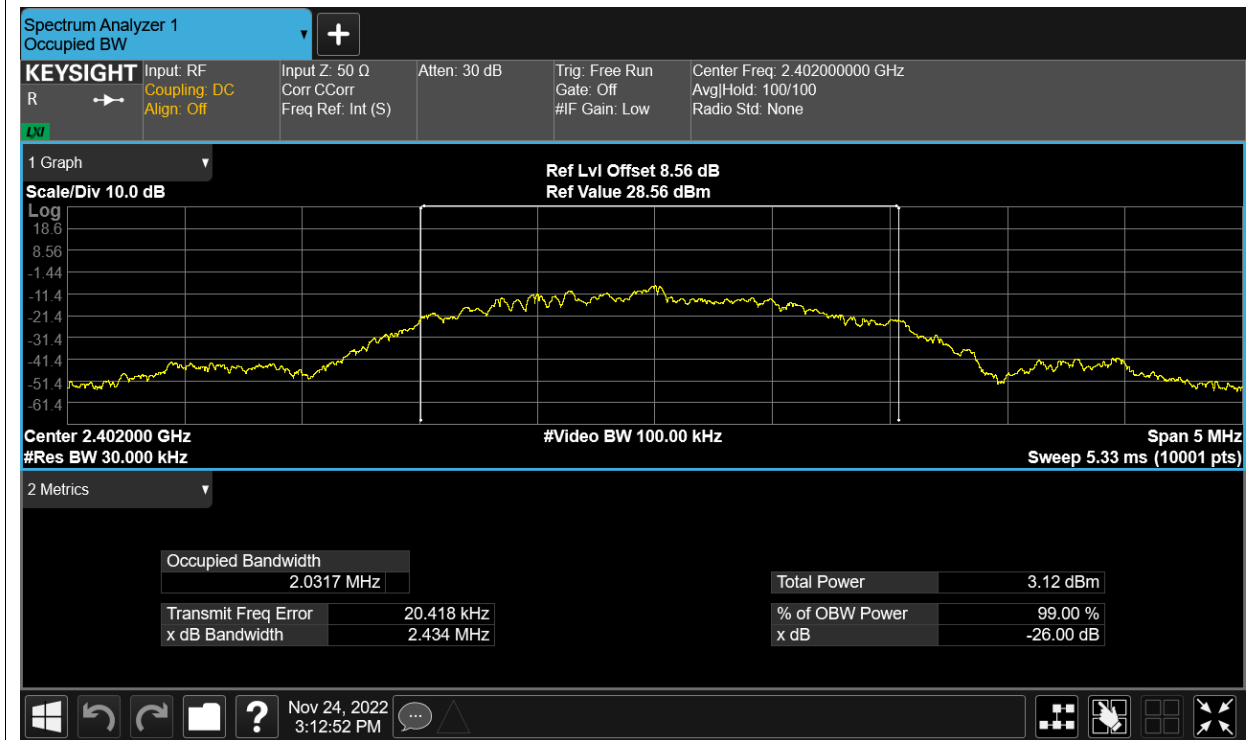 Spectrum Analyzer 1
Occupied BW
KEYSIGHT
R
LXI
Input: RF
Coupling: DC
Align: Off
Input Z: 50 Ω
Corr CCorr
Freq Ref: Int (S)
Atten: 30 dB
Trig: Free Run
Gate: Off
#IF Gain: Low
Center Freq: 2.402000000 GHz
Avg|Hold: 100/100
Radio Std: None
1 Graph
Scale/Div 10.0 dB
Ref Lvl Offset 8.56 dB
Ref Value 28.56 dBm
Log
18.6
8.56
-1.44
-11.4
-21.4
-31.4
-41.4
-51.4
-61.4
Center 2.402000 GHz
#Video BW 100.00 kHz
Span 5 MHz
#Res BW 30.000 kHz
Sweep 5.33 ms (10001 pts)
2 Metrics
Occupied Bandwidth
2.0317 MHz
Total Power 3.12 dBm
Transmit Freq Error 20.418 kHz
% of OBW Power 99.00 %
x dB Bandwidth 2.434 MHz
x dB -26.00 dB
?
Nov 24, 2022
3:12:52 PM